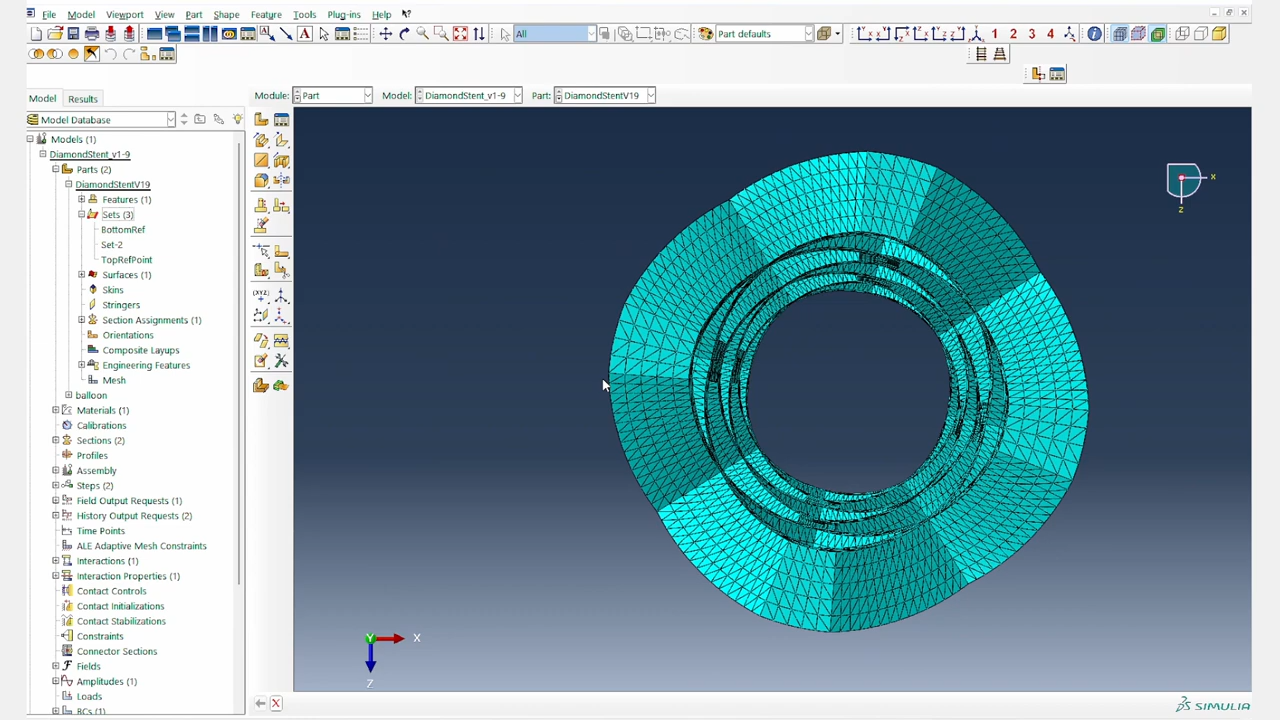 File Model Viewport View Part Shape Feature Tools Plug-ins Help
All Part defaults 1 2 3 4
Model Results
Module: Part Model: DiamondStent_v1-9 Part: DiamondStentV19
Model Database
Models (1)
DiamondStent_v1-9
Parts (2)
DiamondStentV19
Features (1)
Sets (3)
BottomRef
Set-2
TopRefPoint
Surfaces (1)
Skins
Stringers
Section Assignments (1)
Orientations
Composite Layups
Engineering Features
Mesh
balloon
Materials (1)
Calibrations
Sections (2)
Profiles
Assembly
Steps (2)
Field Output Requests (1)
History Output Requests (2)
Time Points
ALE Adaptive Mesh Constraints
Interactions (1)
Interaction Properties (1)
Contact Controls
Contact Initializations
Contact Stabilizations
Constraints
Connector Sections
Fields
Amplitudes (1)
Loads
BCs (1)
(XYZ)
X
Z
Y
X
Z
SIMULIA